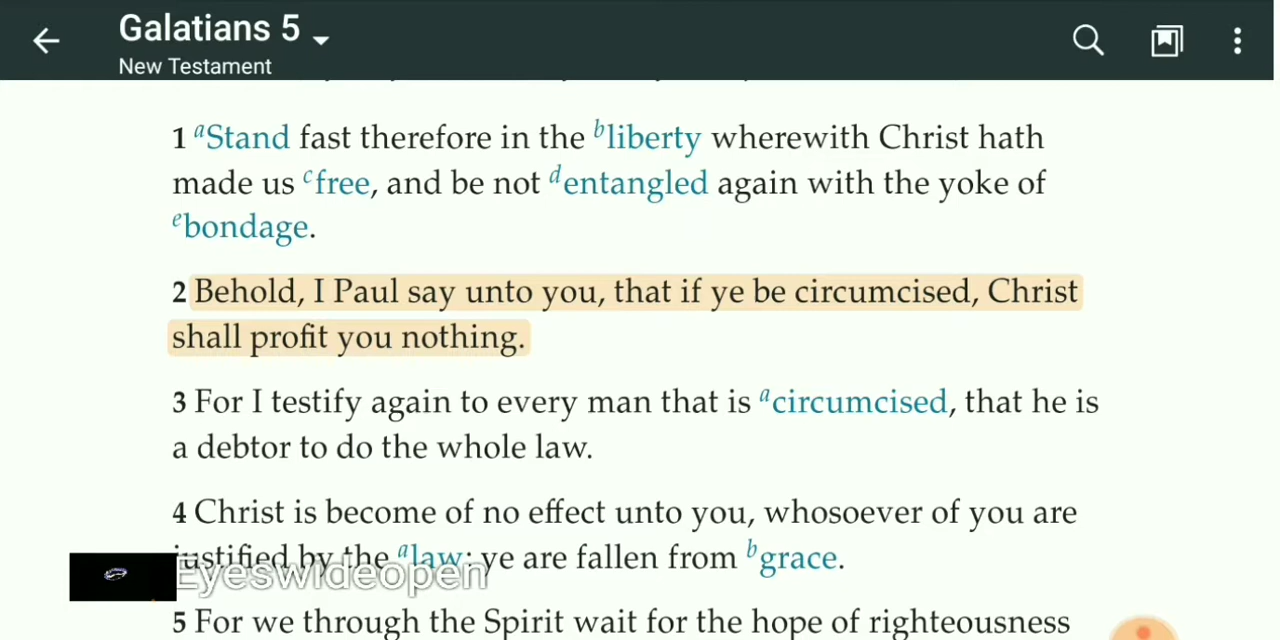 Galatians 5
New Testament
1 aStand fast therefore in the bliberty wherewith Christ hath
made us cfree, and be not dentangled again with the yoke of
ebondage.
2 Behold, I Paul say unto you, that if ye be circumcised, Christ
shall profit you nothing.
3 For I testify again to every man that is acircumcised, that he is
a debtor to do the whole law.
4 Christ is become of no effect unto you, whosoever of you are
justified by the alaw; ye are fallen from bgrace.
Eyeswideopen
5 For we through the Spirit wait for the hope of righteousness